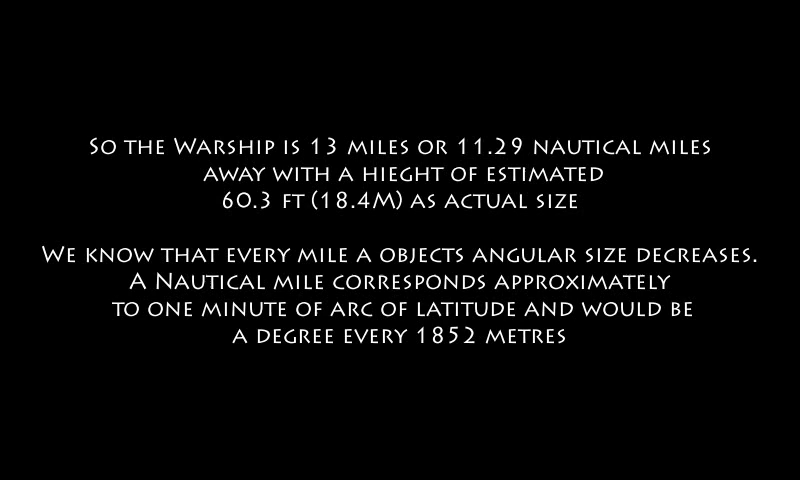 So the Warship is 13 miles or 11.29 nautical miles
away with a hieght of estimated
60.3 ft (18.4m) as actual size
We know that every mile a objects angular size decreases.
A Nautical mile corresponds approximately
to one minute of arc of latitude and would be
a degree every 1852 metres